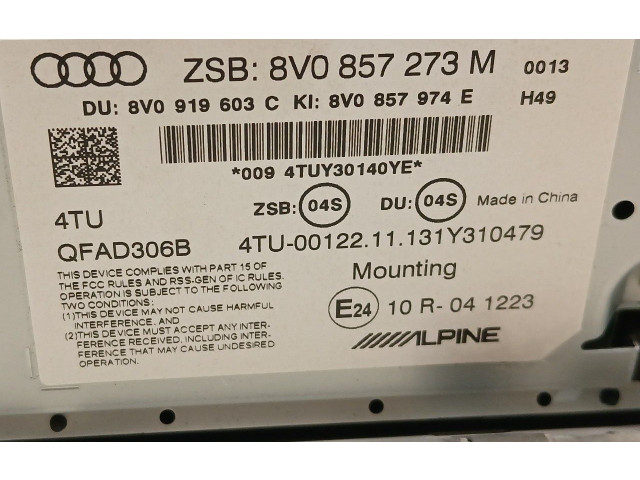 ZSB: 8V0 857 273 M 0013
DU: 8V0 919 603 C KI: 8V0 857 974 E H49
*009 4TUY30140YE*
ZSB: 04S DU: 04S Made in China
4TU
QFAD306B 4TU-00122.11.131Y310479
THIS DEVICE COMPLIES WITH PART 15 OF
THE FCC RULES AND RSS-GEN OF IC RULES.
OPERATION IS SUBJECT TO THE FOLLOWING
TWO CONDITIONS:
(1)THIS DEVICE MAY NOT CAUSE HARMFUL
INTERFERENCE, AND
(2)THIS DEVICE MUST ACCEPT ANY INTER-
FERENCE RECEIVED, INCLUDING INTER-
FERENCE THAT MAY CAUSE UNDESIRED
OPERATION.
Mounting
E24 10 R- 04 1223
ALPINE